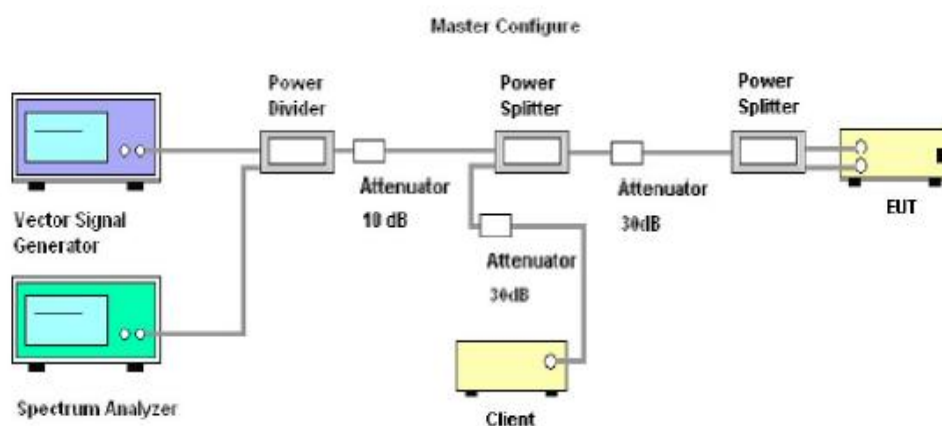 Master Configure
Power
Divider
Power
Splitter
Power
Splitter
Attenuator
10 dB
Attenuator
30dB
EUT
Vector Signal
Generator
Attenuator
30dB
Spectrum Analyzer
Client